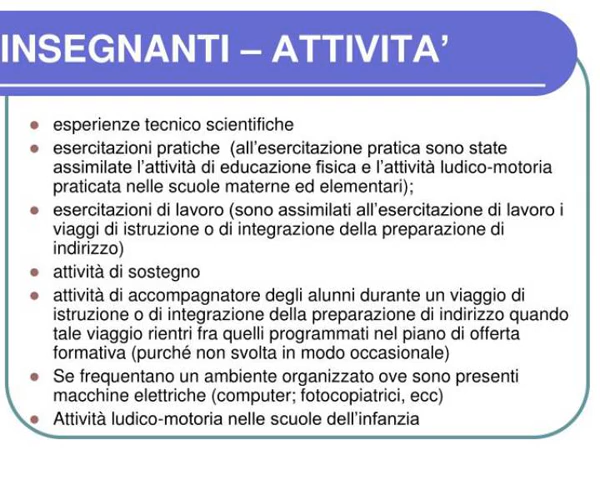 INSEGNANTI – ATTIVITA'
esperienze tecnico scientifiche
esercitazioni pratiche (all'esercitazione pratica sono state
assimilate l'attività di educazione fisica e l'attività ludico-motoria
praticata nelle scuole materne ed elementari);
esercitazioni di lavoro (sono assimilati all'esercitazione di lavoro i
viaggi di istruzione o di integrazione della preparazione di
indirizzo)
attività di sostegno
attività di accompagnatore degli alunni durante un viaggio di
istruzione o di integrazione della preparazione di indirizzo quando
tale viaggio rientri fra quelli programmati nel piano di offerta
formativa (purché non svolta in modo occasionale)
Se frequentano un ambiente organizzato ove sono presenti
macchine elettriche (computer; fotocopiatrici, ecc)
Attività ludico-motoria nelle scuole dell'infanzia